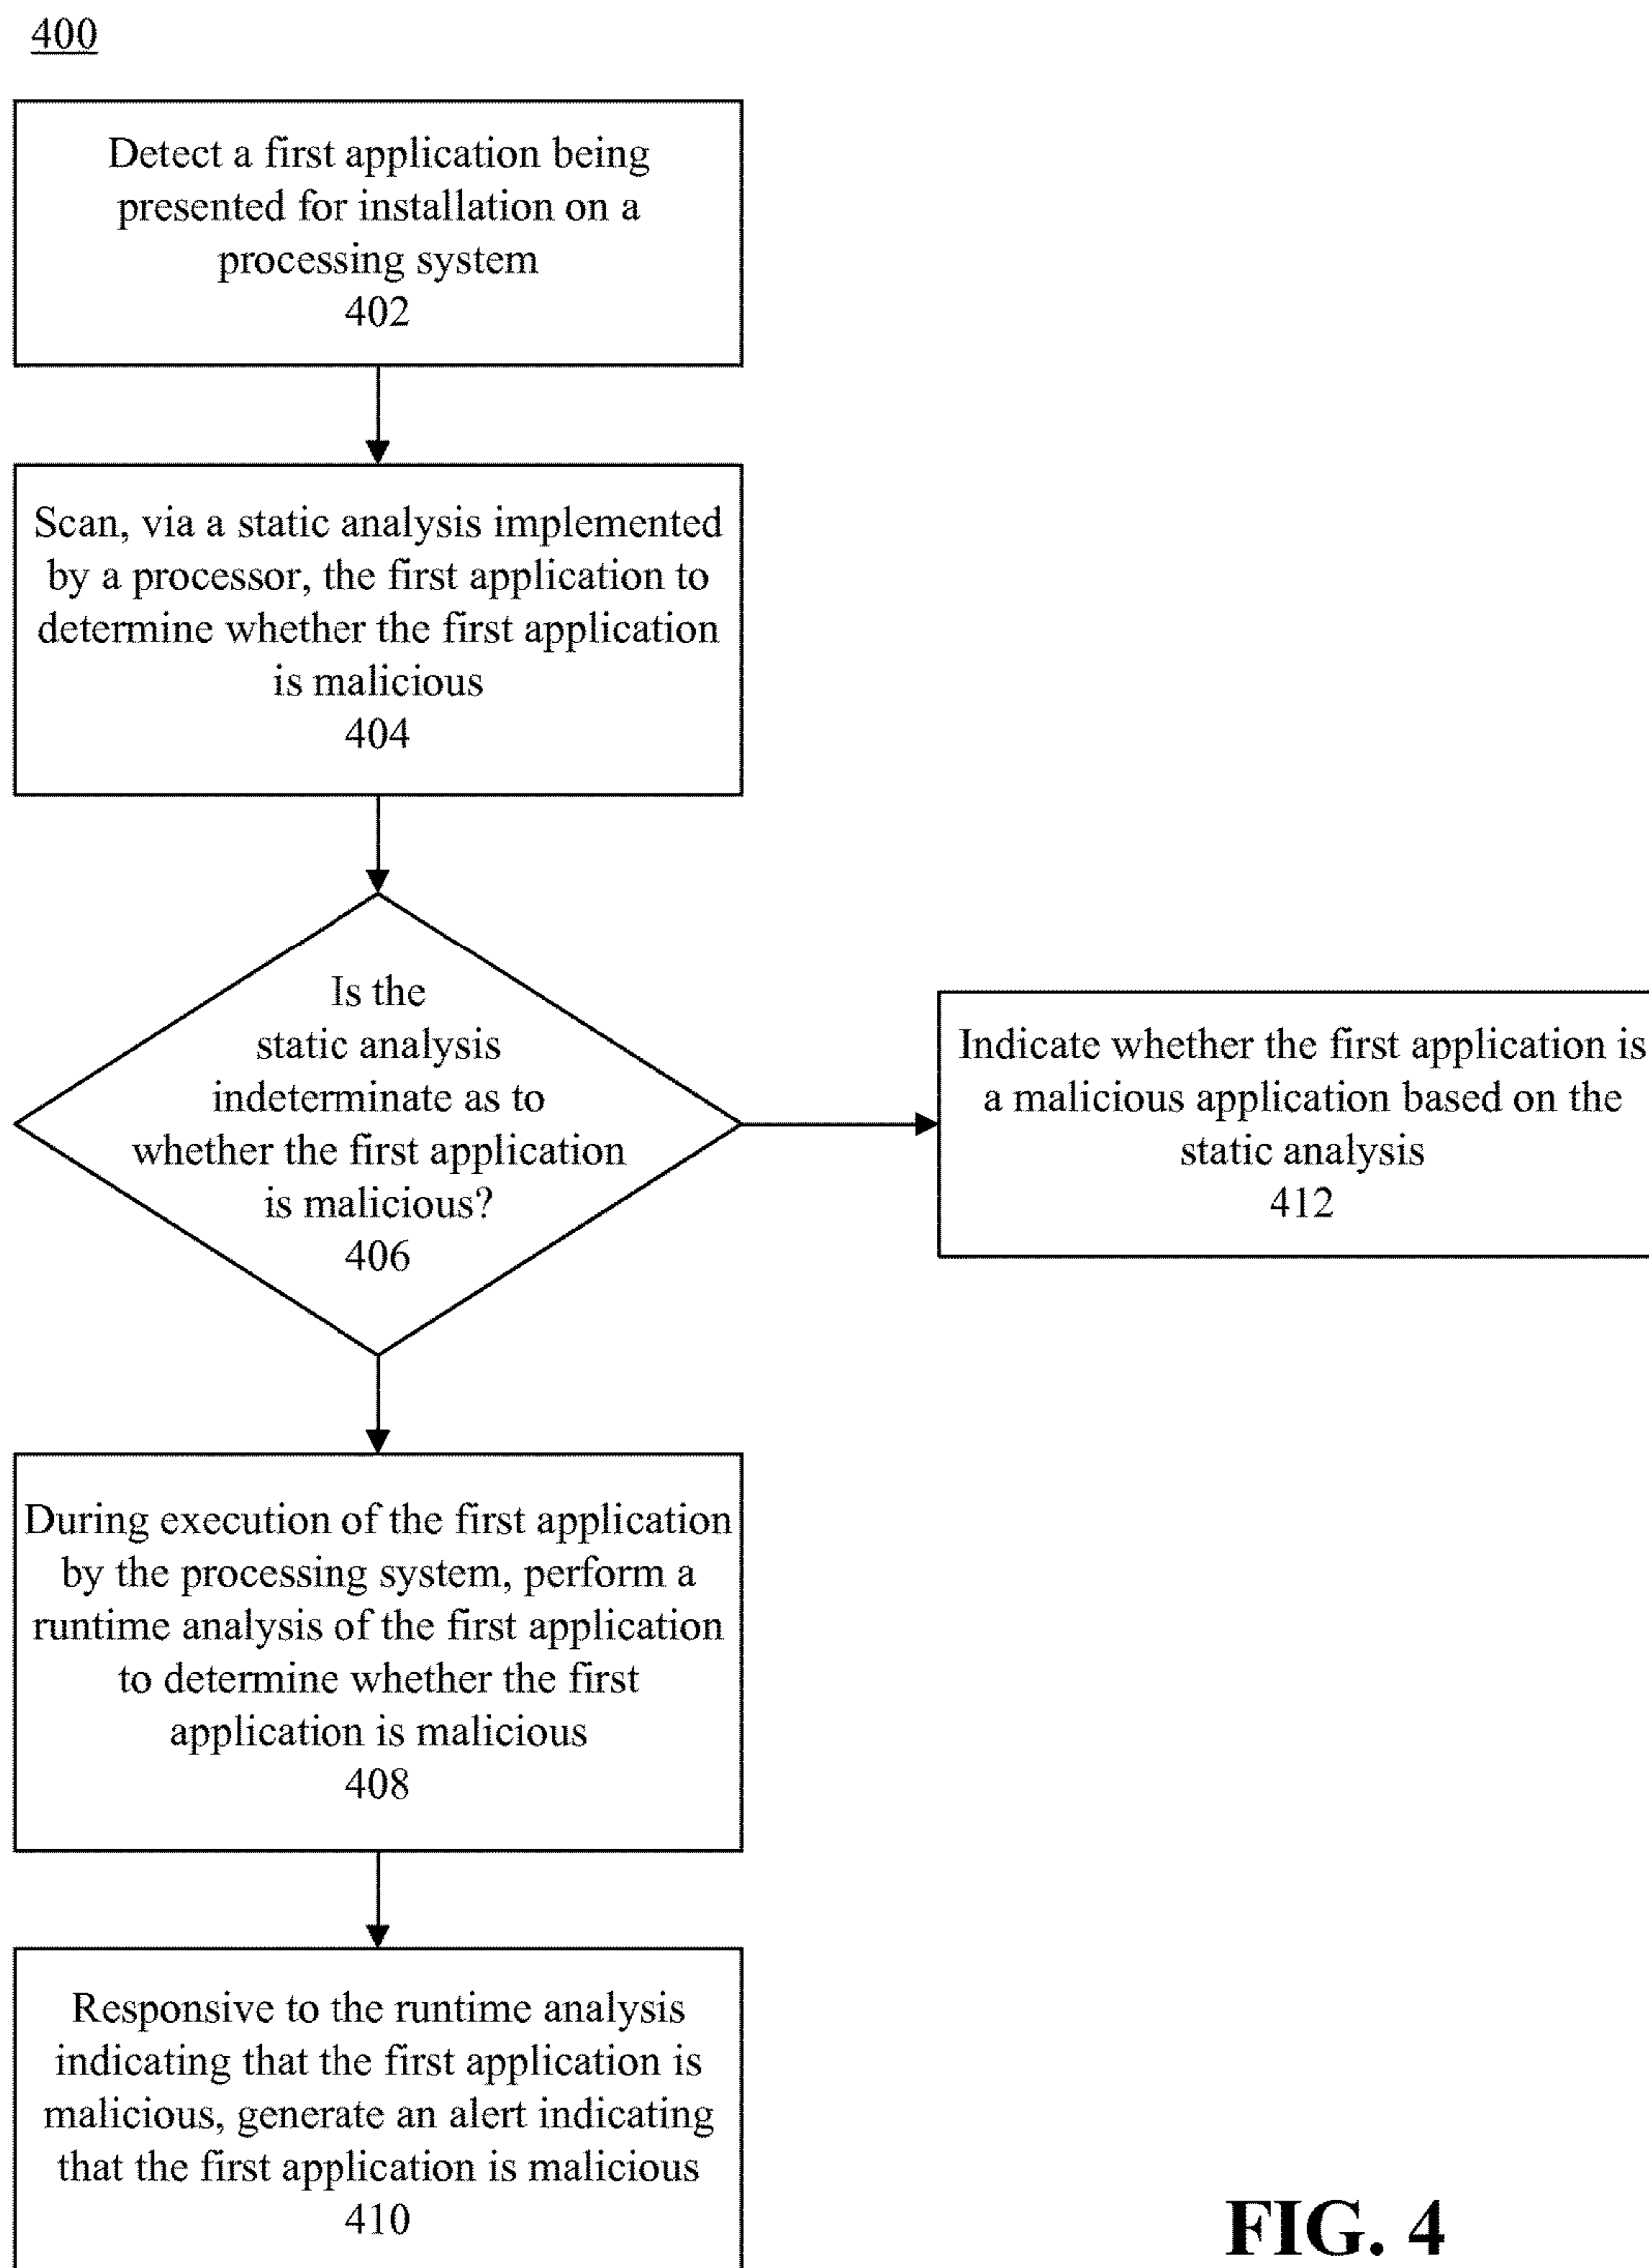 400
Detect a first application being
presented for installation on a
processing system
402
Scan, via a static analysis implemented
by a processor, the first application to
determine whether the first application
is malicious
404
Is the
static analysis
indeterminate as to
whether the first application
is malicious?
406
Indicate whether the first application is
a malicious application based on the
static analysis
412
During execution of the first application
by the processing system, perform a
runtime analysis of the first application
to determine whether the first
application is malicious
408
Responsive to the runtime analysis
indicating that the first application is
malicious, generate an alert indicating
that the first application is malicious
410
FIG. 4